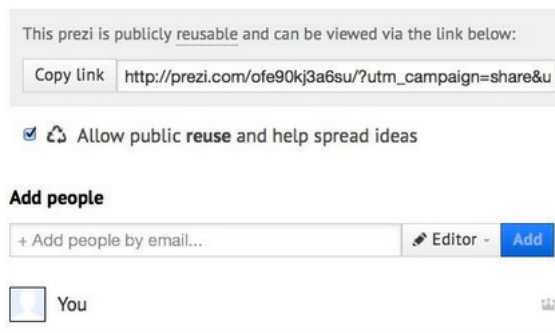 This prezi is publicly reusable and can be viewed via the link below:
Copy link http://prezi.com/ofe90kj3a6su/?utm_campaign=share&u
Allow public reuse and help spread ideas
Add people
+ Add people by email... Editor Add
You